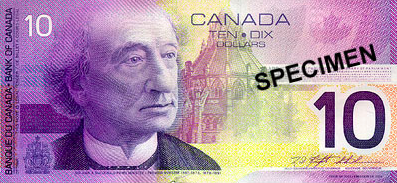 10
CANADA
TEN • DIX
DOLLARS
SPECIMEN
BANQUE DU CANADA • BANK OF CANADA
10